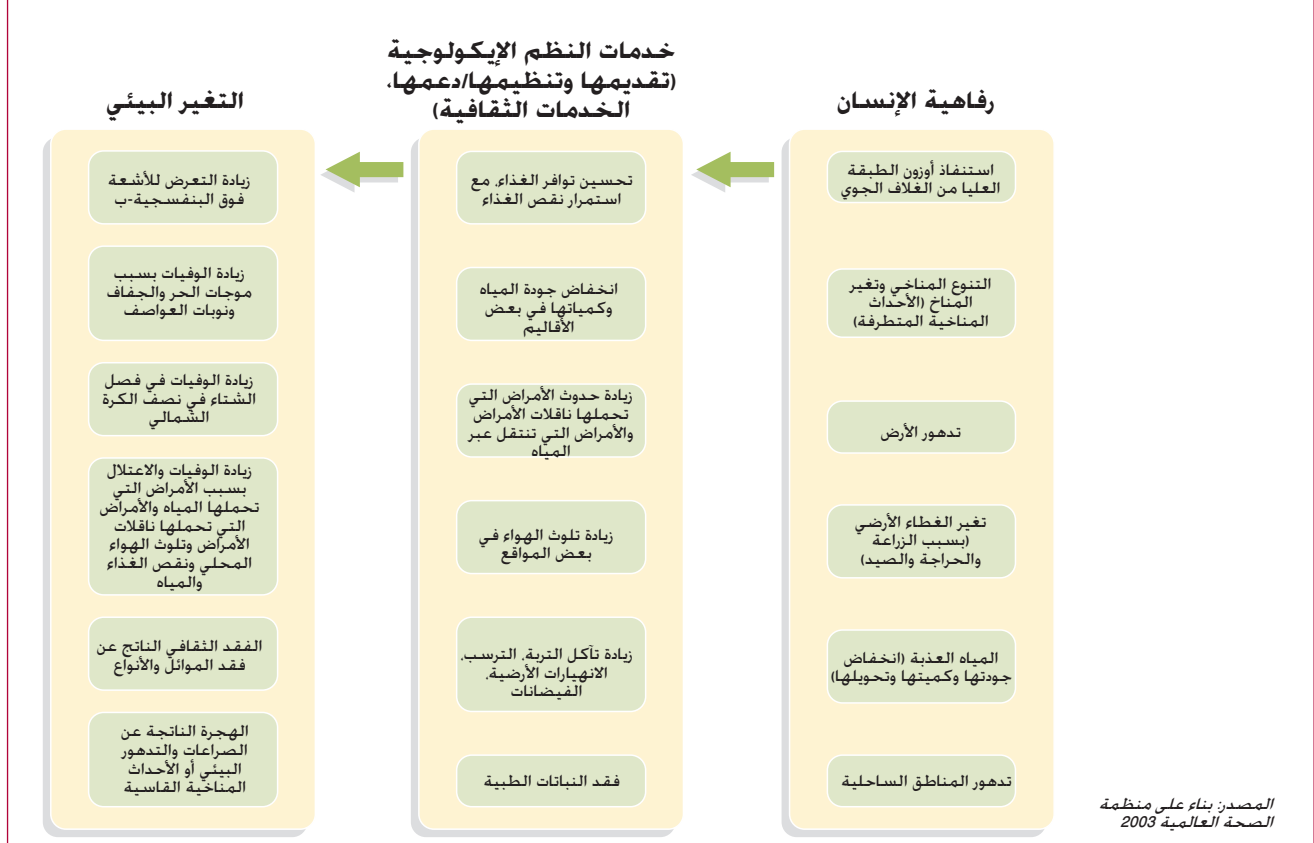 رفاهية الإنسان
استنفاذ أوزون الطبقة
العليا من الغلاف الجوي
التنوع المناخي وتغير
المناخ (الأحداث
المناخية المتطرفة)
تدهور الأرض
تغير الغطاء الأرضي
(بسبب الزراعة
والحراجة والصيد)
المياه العذبة (انخفاض
جودتها وكميتها وتحويلها)
تدهور المناطق الساحلية
خدمات النظم الإيكولوجية
(تقديمها وتنظيمها/دعمها،
الخدمات الثقافية)
تحسين توافر الغذاء، مع
استمرار نقص الغذاء
انخفاض جودة المياه
وكمياتها في بعض
الأقاليم
زيادة حدوث الأمراض التي
تحملها ناقلات الأمراض
والأمراض التي تنتقل عبر
المياه
زيادة تلوث الهواء في
بعض المواقع
زيادة تآكل التربة، الترسب،
الانهيارات الأرضية،
الفيضانات
فقد النباتات الطبية
التغير البيئي
زيادة التعرض للأشعة
فوق البنفسجية-ب
زيادة الوفيات بسبب
موجات الحر والجفاف
ونوبات العواصف
زيادة الوفيات في فصل
الشتاء في نصف الكرة
الشمالي
زيادة الوفيات والاعتلال
بسبب الأمراض التي
تحملها المياه والأمراض
التي تحملها ناقلات
الأمراض وتلوث الهواء
المحلي ونقص الغذاء
والمياه
الفقد الثقافي الناتج عن
فقد الموائل والأنواع
الهجرة الناتجة عن
الصراعات والتدهور
البيئي أو الأحداث
المناخية القاسية
المصدر: بناء على منظمة
الصحة العالمية 2003